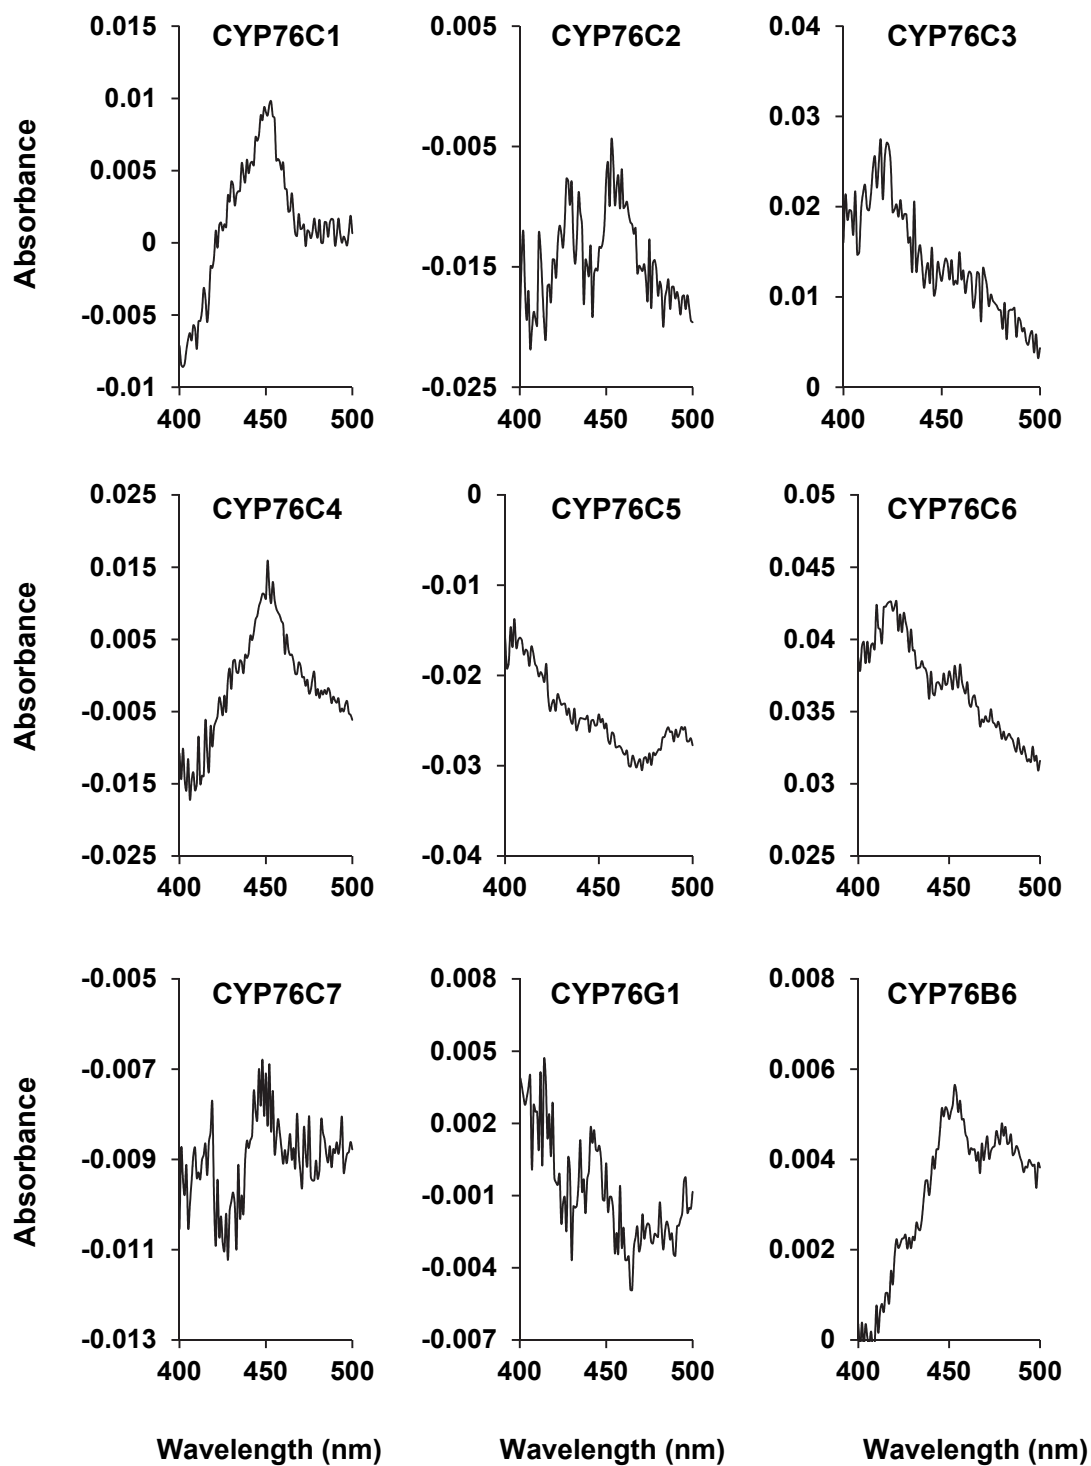 CYP76C1 CYP76C2 CYP76C3
0.015 0.005 0.04
0.01 0.03
0.005 -0.005
0 0.02
-0.015
-0.005 0.01
-0.01 -0.025 0
Absorbance
400 450 500 400 450 500 400 450 500
0.025 0 0.05
CYP76C4 CYP76C5 CYP76C6
0.015 -0.01 0.045
0.005 0.04
-0.02
-0.005 0.035
-0.03
-0.015 0.03
-0.025 -0.04 0.025
Absorbance
400 450 500 400 450 500 400 450 500
-0.005 0.008 0.008
CYP76C7 CYP76G1 CYP76B6
-0.007 0.005 0.006
0.002
-0.009 0.004
-0.001
-0.011 0.002
-0.004
-0.013 -0.007 0
Absorbance
400 450 500 400 450 500 400 450 500
Wavelength (nm) Wavelength (nm) Wavelength (nm)